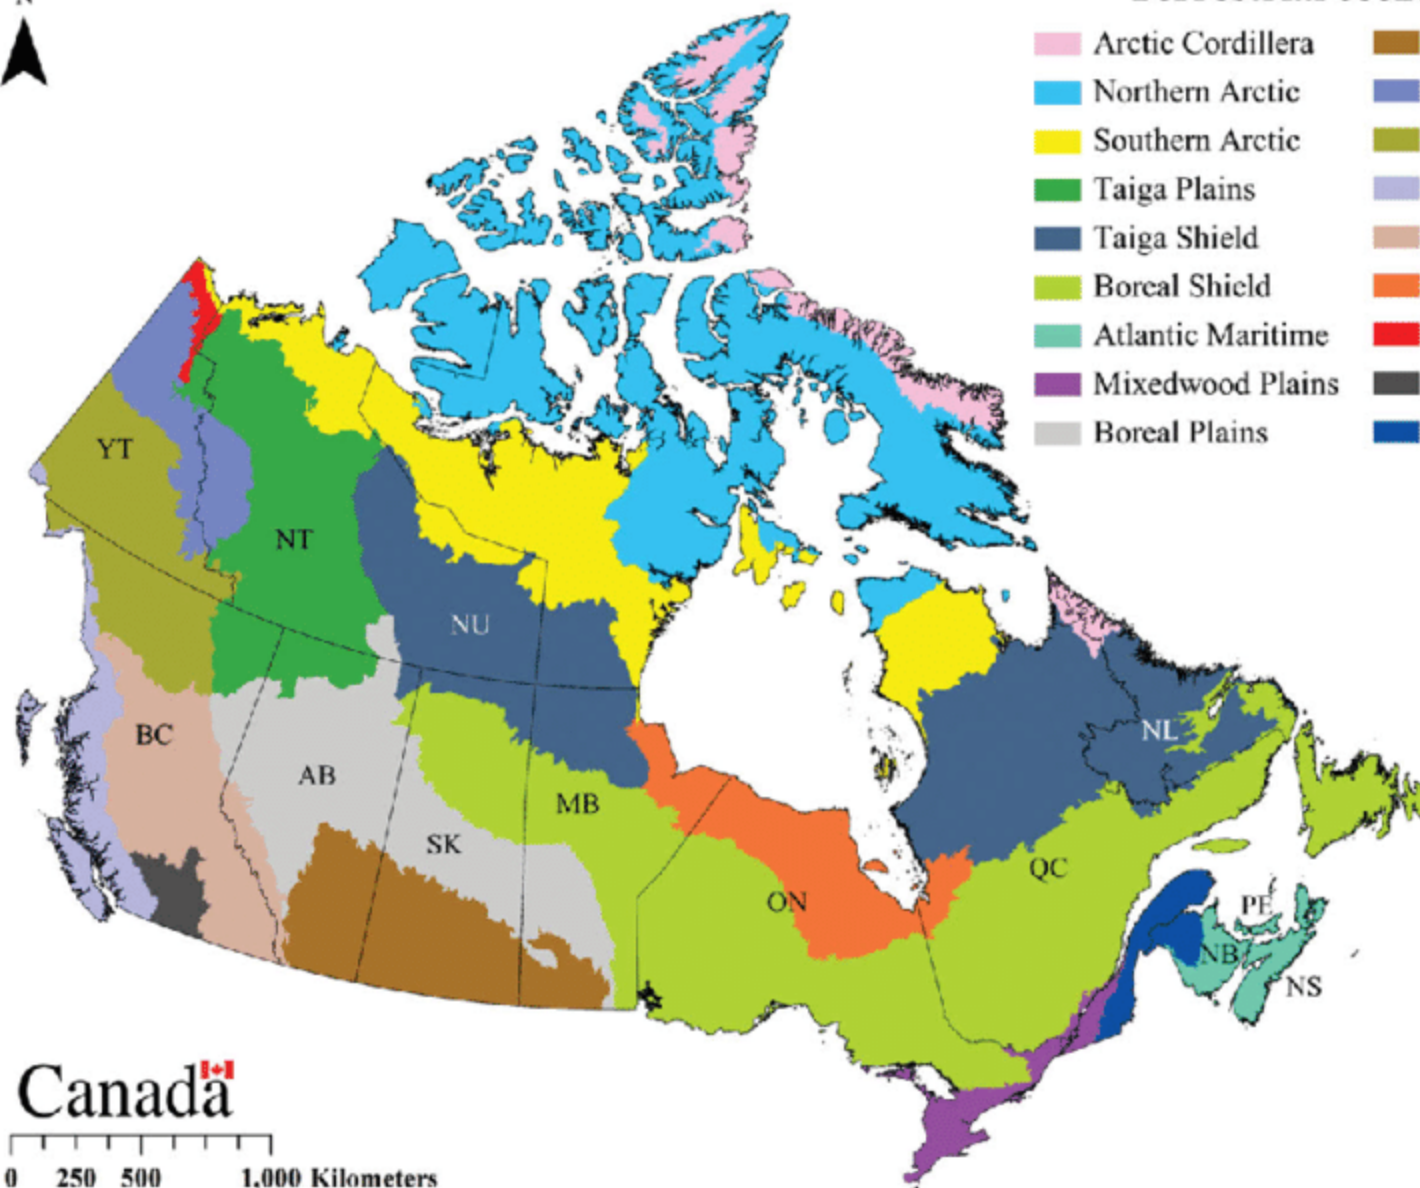 Arctic Cordillera
Northern Arctic
Southern Arctic
Taiga Plains
Taiga Shield
Boreal Shield
Atlantic Maritime
Mixedwood Plains
Boreal Plains
YT
NT
NU
BC
AB
SK
MB
ON
QC
NL
PE
NB
NS
Canada
0 250 500 1,000 Kilometers